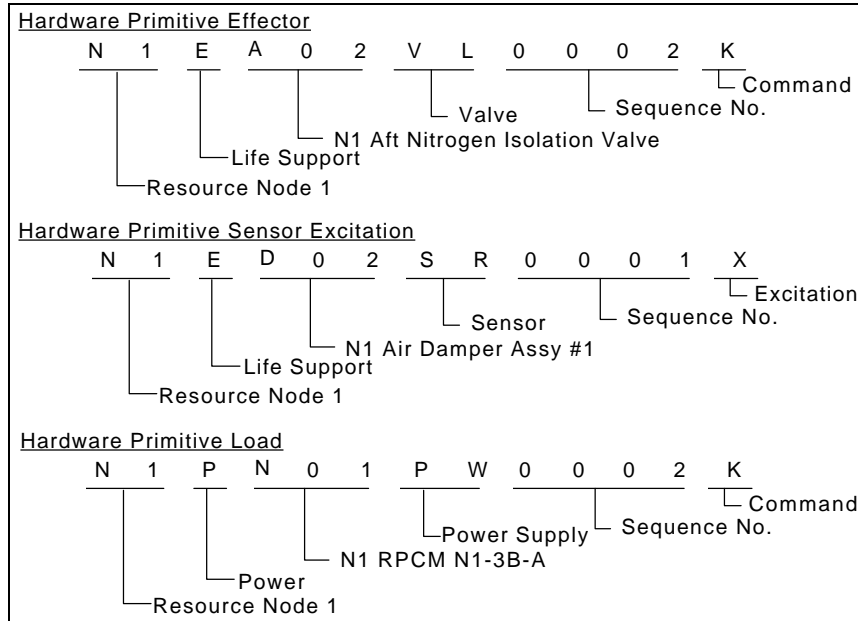 Hardware Primitive Effector
N 1 E A 0 2 V L 0 0 0 2 K
Command
Sequence No.
Valve
N1 Aft Nitrogen Isolation Valve
Life Support
Resource Node 1
Hardware Primitive Sensor Excitation
N 1 E D 0 2 S R 0 0 0 1 X
Excitation
Sequence No.
Sensor
N1 Air Damper Assy #1
Life Support
Resource Node 1
Hardware Primitive Load
N 1 P N 0 1 P W 0 0 0 2 K
Command
Sequence No.
Power Supply
N1 RPCM N1-3B-A
Power
Resource Node 1